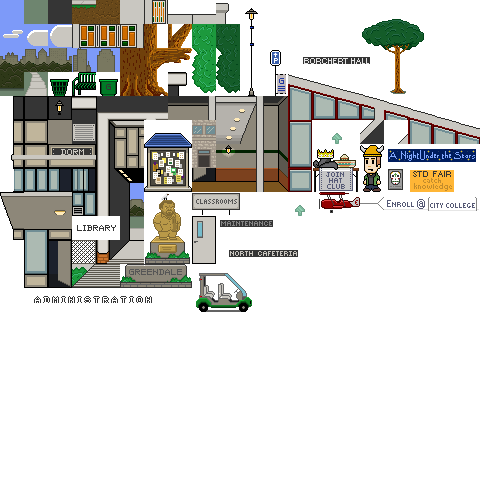 P
BORCHERT HALL
G
DORM
A Night Under the Stars
JOIN
HAT
CLUB
STD FAIR
catch
knowledge
CLASSROOMS
ENROLL @ CITY COLLEGE
MAINTENANCE
LIBRARY
NORTH CAFETERIA
GREENDALE
ADMINISTRATION